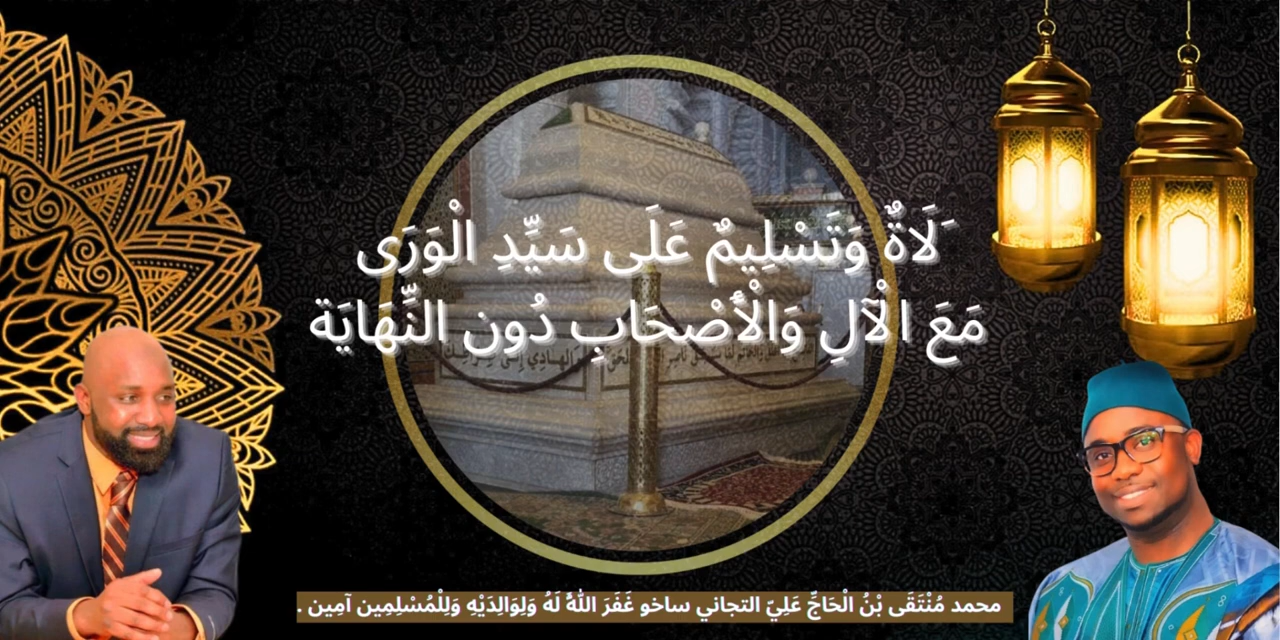 َلَاةٌ وَتَسْلِيمٌ عَلَى سَيِّدِ الْوَرَى
مَعَ الْآلِ وَالْأَصْحَابِ دُونِ النِّهَايَة
محمد مُنْتَقَى بْنُ الْحَاجِّ عَلِيّ التجاني ساخو غَفَرَ اللهُ لَهُ وَلِوَالِدَيْهِ وَلِلْمُسْلِمِين آمِين .